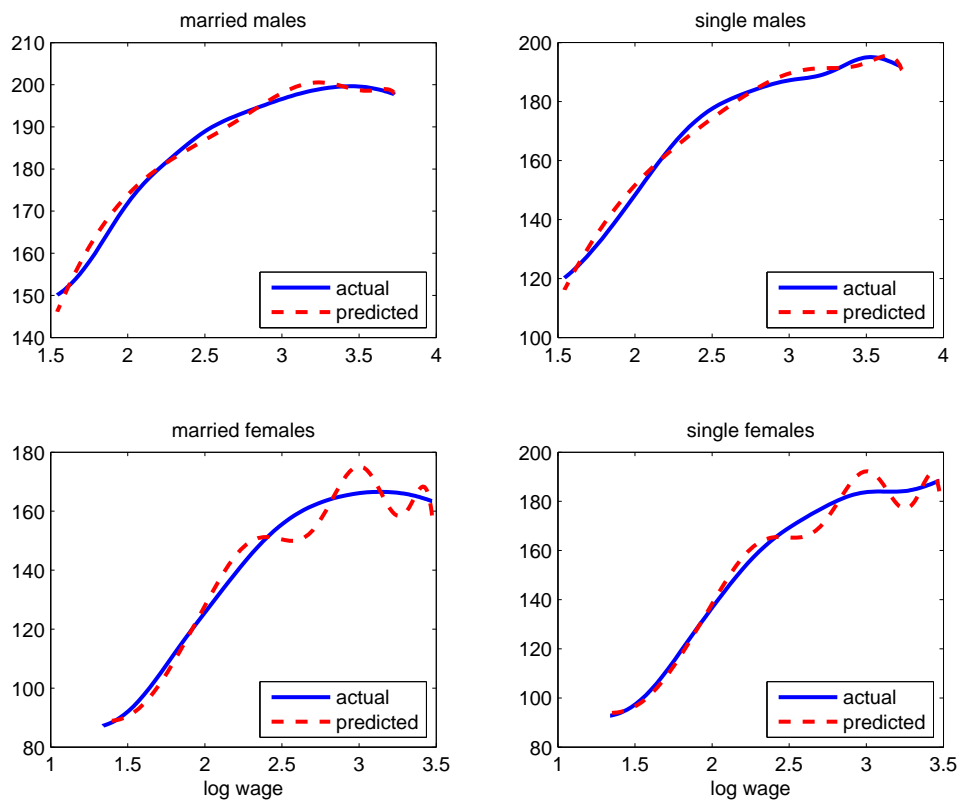 married males
210
200
190
180
170
160
150
140
1.5 2 2.5 3 3.5 4
actual
predicted
single males
200
180
160
140
120
100
1.5 2 2.5 3 3.5 4
actual
predicted
married females
180
160
140
120
100
80
1 1.5 2 2.5 3 3.5
log wage
actual
predicted
single females
200
180
160
140
120
100
80
1 1.5 2 2.5 3 3.5
log wage
actual
predicted